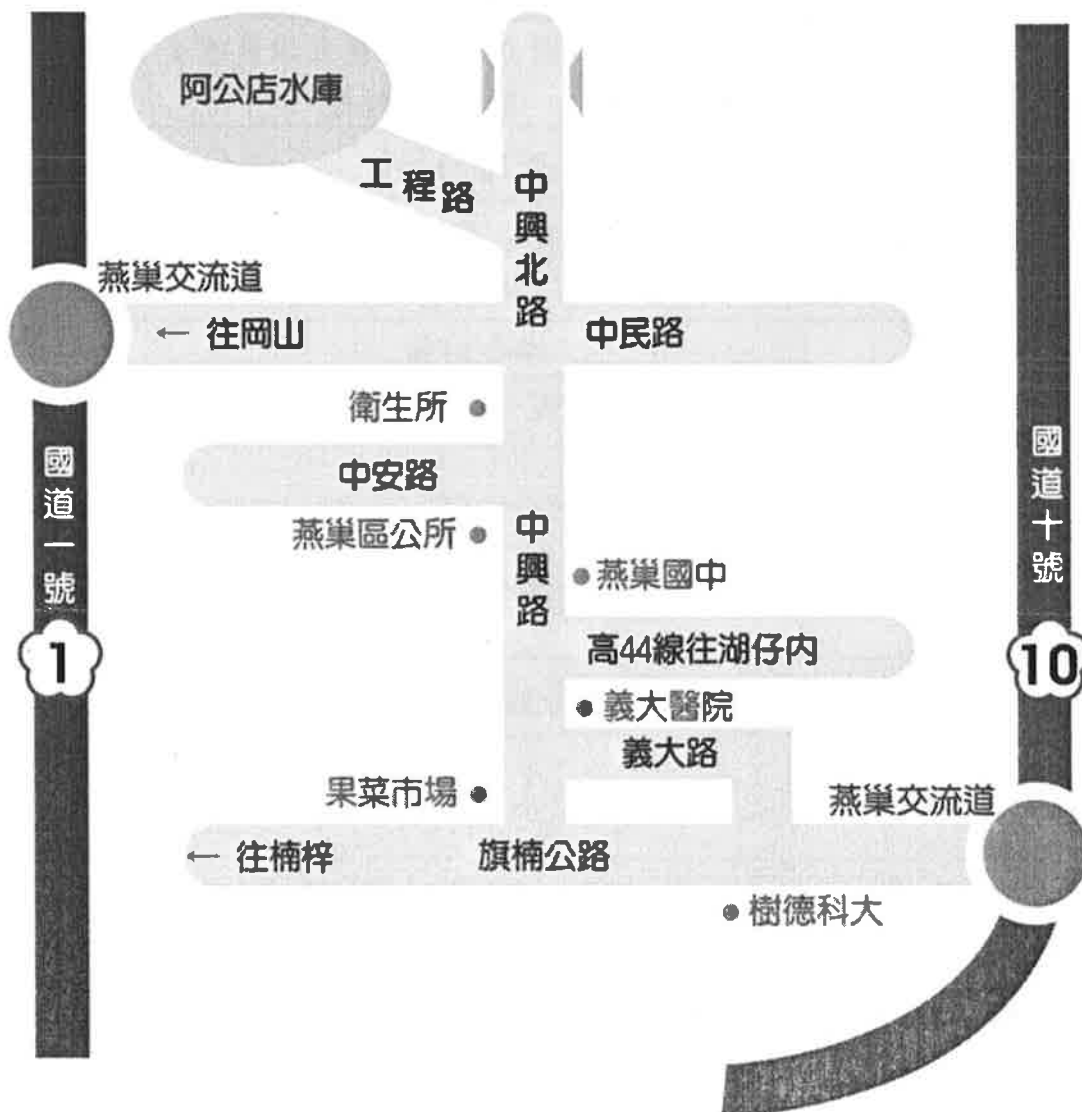 阿公店水庫
工程路
中興北路
燕巢交流道
← 往岡山
中民路
衛生所
中安路
國道一號
1
國道十號
10
燕巢區公所
中興路
燕巢國中
高44線往湖仔內
義大醫院
義大路
果菜市場
燕巢交流道
← 往楠梓
旗楠公路
樹德科大